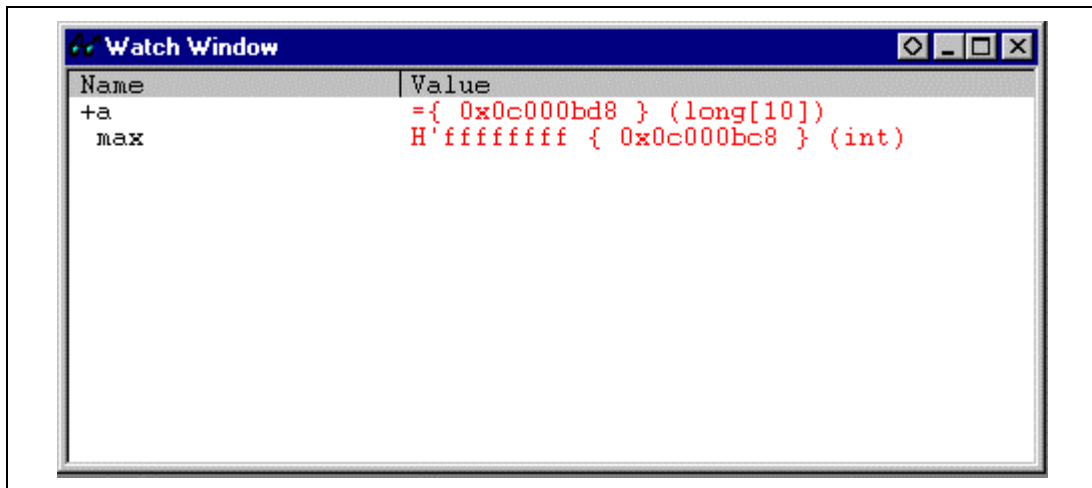 Watch Window
Name Value
+a ={ 0x0c000bd8 } (long[10])
max H'ffffffff { 0x0c000bc8 } (int)